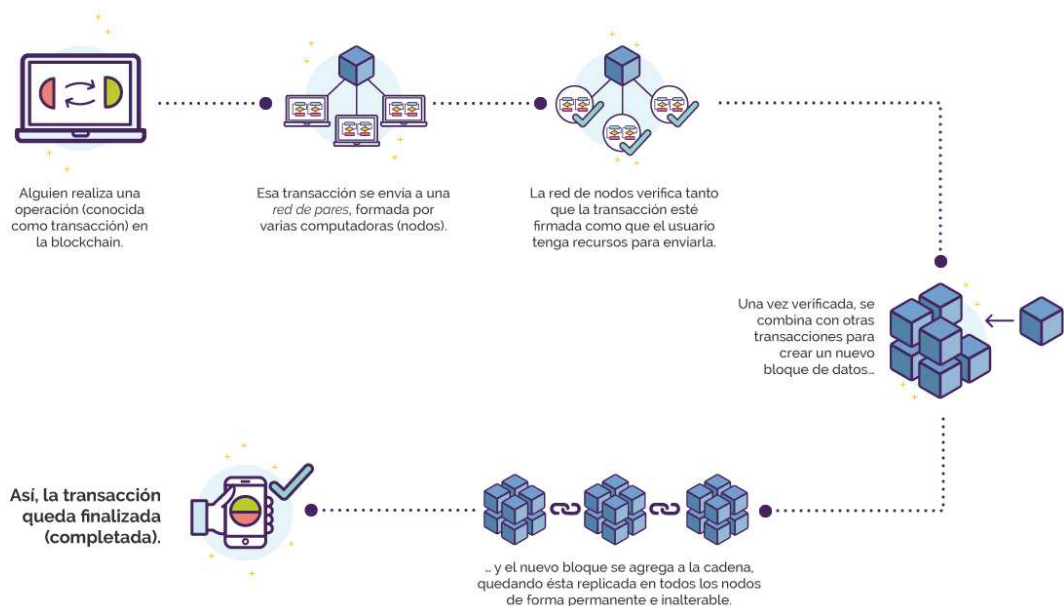 Alguien realiza una
operación (conocida
como transacción) en
la blockchain.
Esa transacción se envia a una
red de pares, formada por
varias computadoras (nodos).
La red de nodos verifica tanto
que la transacción esté
firmada como que el usuario
tenga recursos para enviarla.
Una vez verificada, se
combina con otras
transacciones para
crear un nuevo
bloque de datos...
... y el nuevo bloque se agrega a la cadena,
quedando ésta replicada en todos los nodos
de forma permanente e inalterable.
Así, la transacción
queda finalizada
(completada).